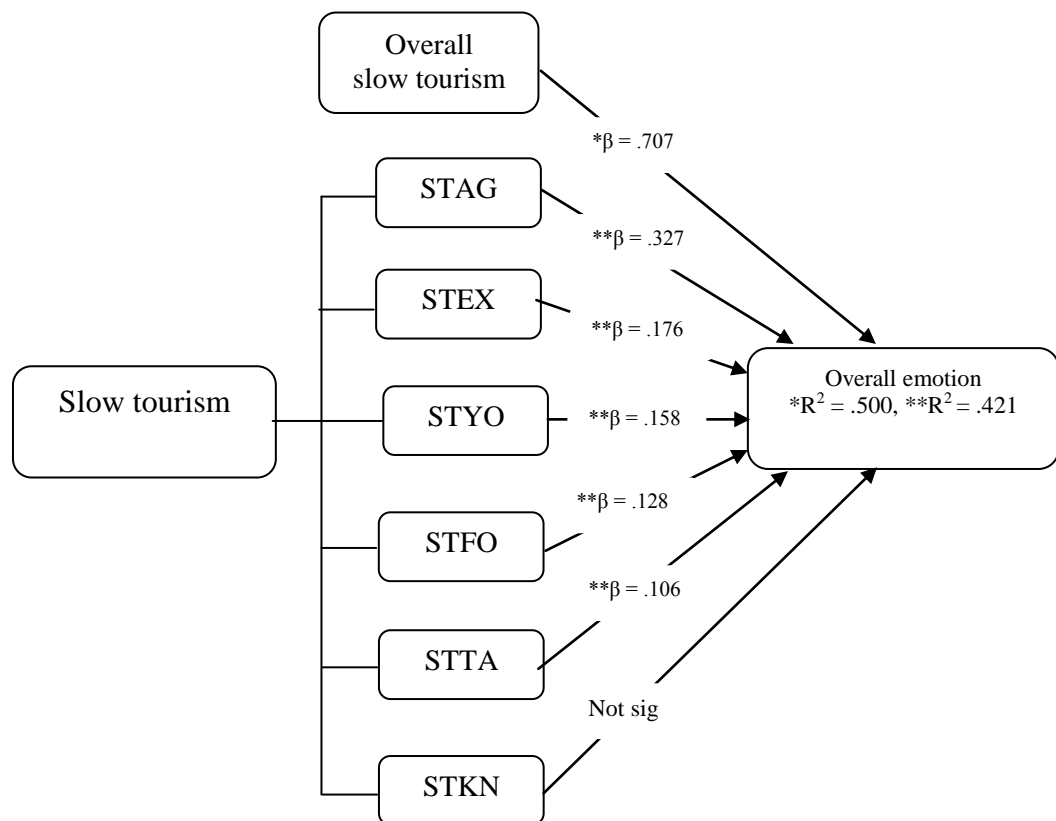 Overall
slow tourism
*β = .707
STAG
**β = .327
STEX
**β = .176
Slow tourism
STYO
**β = .158
Overall emotion
*R² = .500, **R² = .421
STFO
**β = .128
STTA
**β = .106
STKN
Not sig